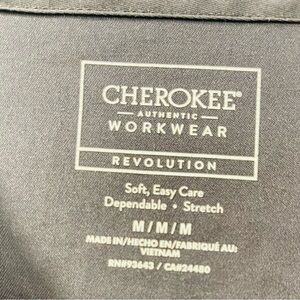 CHEROKEE®
AUTHENTIC
WORKWEAR
REVOLUTION
Soft, Easy Care
Dependable • Stretch
M / M / M
MADE IN/HECHO EN/FABRIQUÉ AU:
VIETNAM
RN#93643 / CA#24480